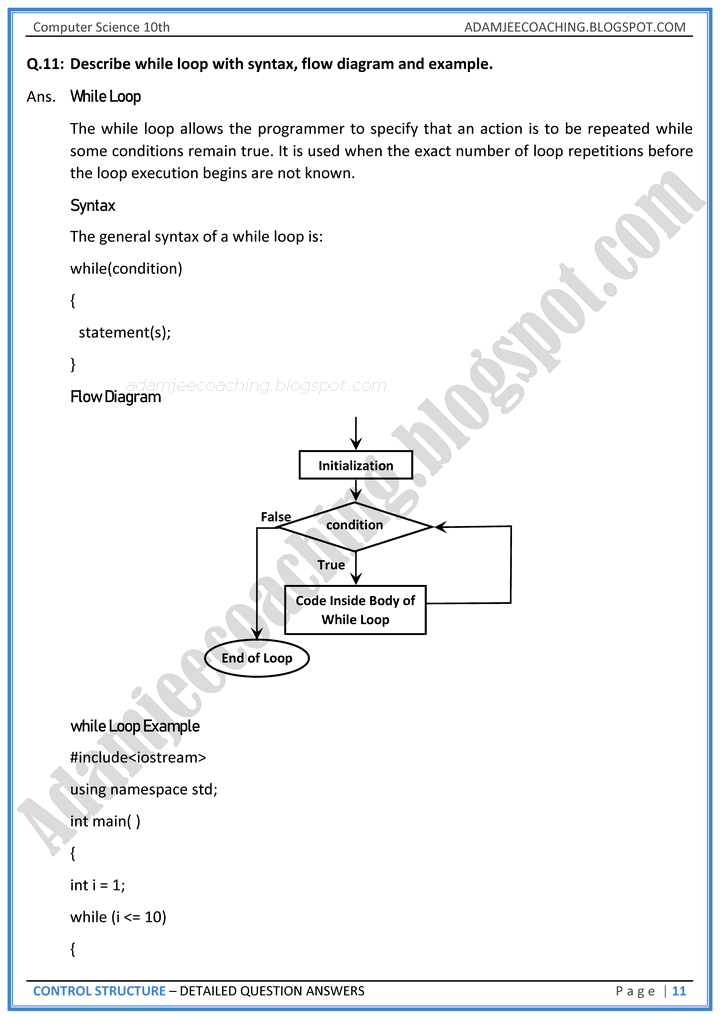 Computer Science 10th ADAMJEECOACHING.BLOGSPOT.COM
Q.11: Describe while loop with syntax, flow diagram and example.
Ans. While Loop
The while loop allows the programmer to specify that an action is to be repeated while
some conditions remain true. It is used when the exact number of loop repetitions before
the loop execution begins are not known.
Syntax
The general syntax of a while loop is:
while(condition)
{
statement(s);
}
adamjeecoaching.blogspot.com
Flow Diagram
Initialization
False
condition
True
Code Inside Body of
While Loop
End of Loop
Adamjeecoaching.blogspot.com
while Loop Example
#include<iostream>
using namespace std;
int main( )
{
int i = 1;
while (i <= 10)
{
CONTROL STRUCTURE – DETAILED QUESTION ANSWERS Page | 11